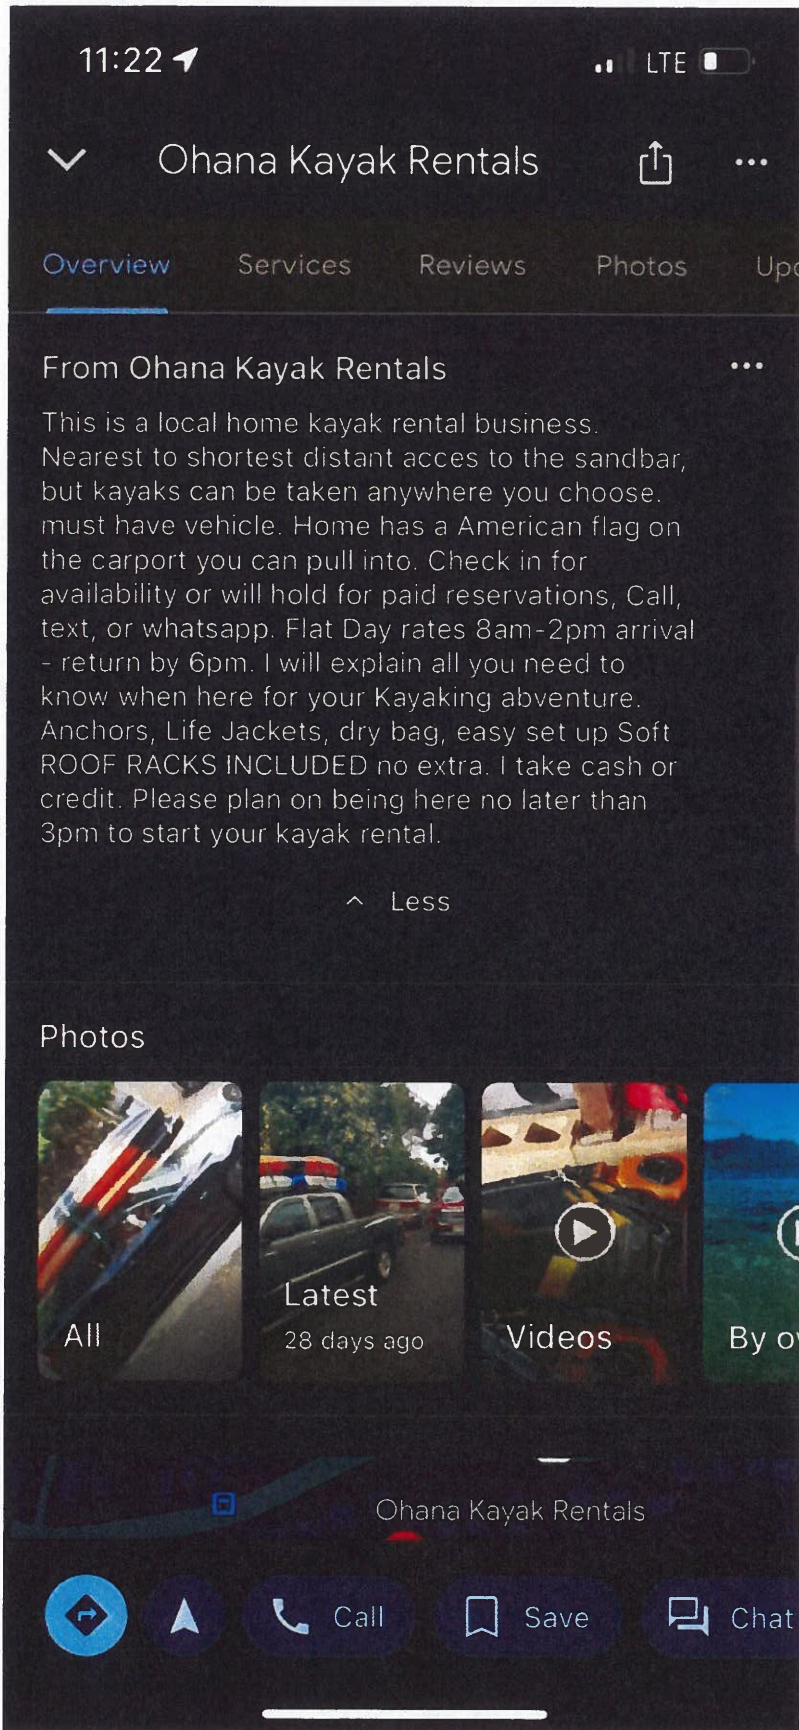 11:22
LTE
Ohana Kayak Rentals
Overview Services Reviews Photos Upd
From Ohana Kayak Rentals
This is a local home kayak rental business.
Nearest to shortest distant acces to the sandbar,
but kayaks can be taken anywhere you choose.
must have vehicle. Home has a American flag on
the carport you can pull into. Check in for
availability or will hold for paid reservations, Call,
text, or whatsapp. Flat Day rates 8am-2pm arrival
- return by 6pm. I will explain all you need to
know when here for your Kayaking abventure.
Anchors, Life Jackets, dry bag, easy set up Soft
ROOF RACKS INCLUDED no extra. I take cash or
credit. Please plan on being here no later than
3pm to start your kayak rental.
Less
Photos
All
Latest
28 days ago
Videos
By o
Ohana Kayak Rentals
Call Save Chat